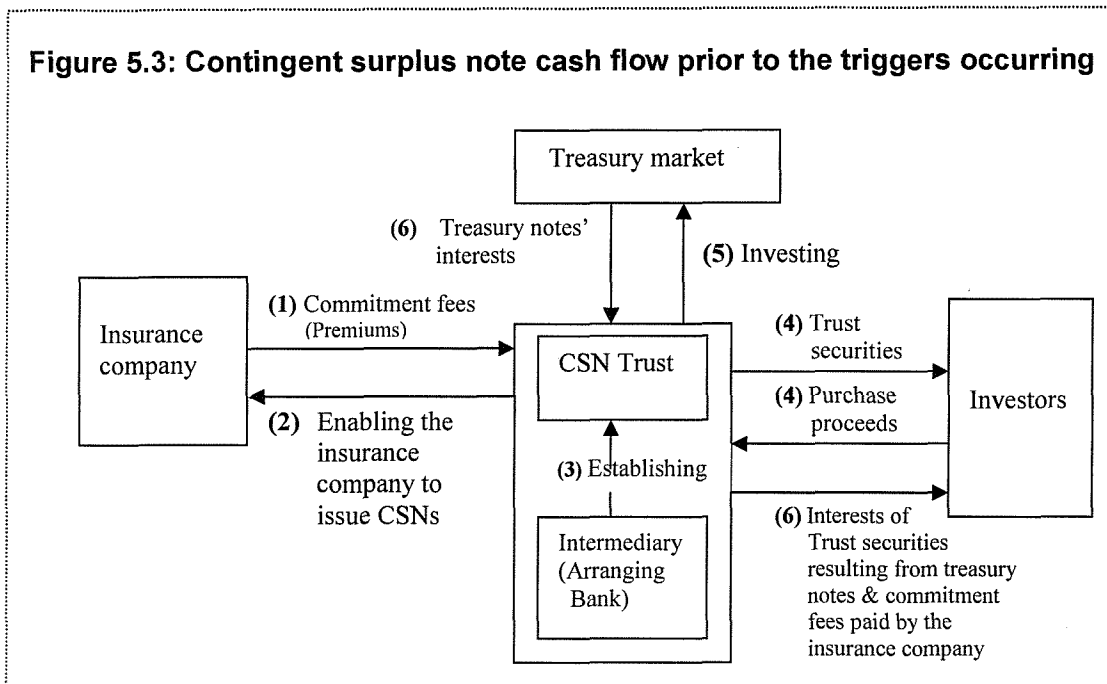 Figure 5.3: Contingent surplus note cash flow prior to the triggers occurring
Treasury market
(6) Treasury notes'
interests
(5) Investing
Insurance
company
(1) Commitment fees
(Premiums)
(2) Enabling the
insurance
company to
issue CSNs
CSN Trust
(3) Establishing
Intermediary
(Arranging
Bank)
(4) Trust
securities
(4) Purchase
proceeds
Investors
(6) Interests of
Trust securities
resulting from treasury
notes & commitment
fees paid by the
insurance company